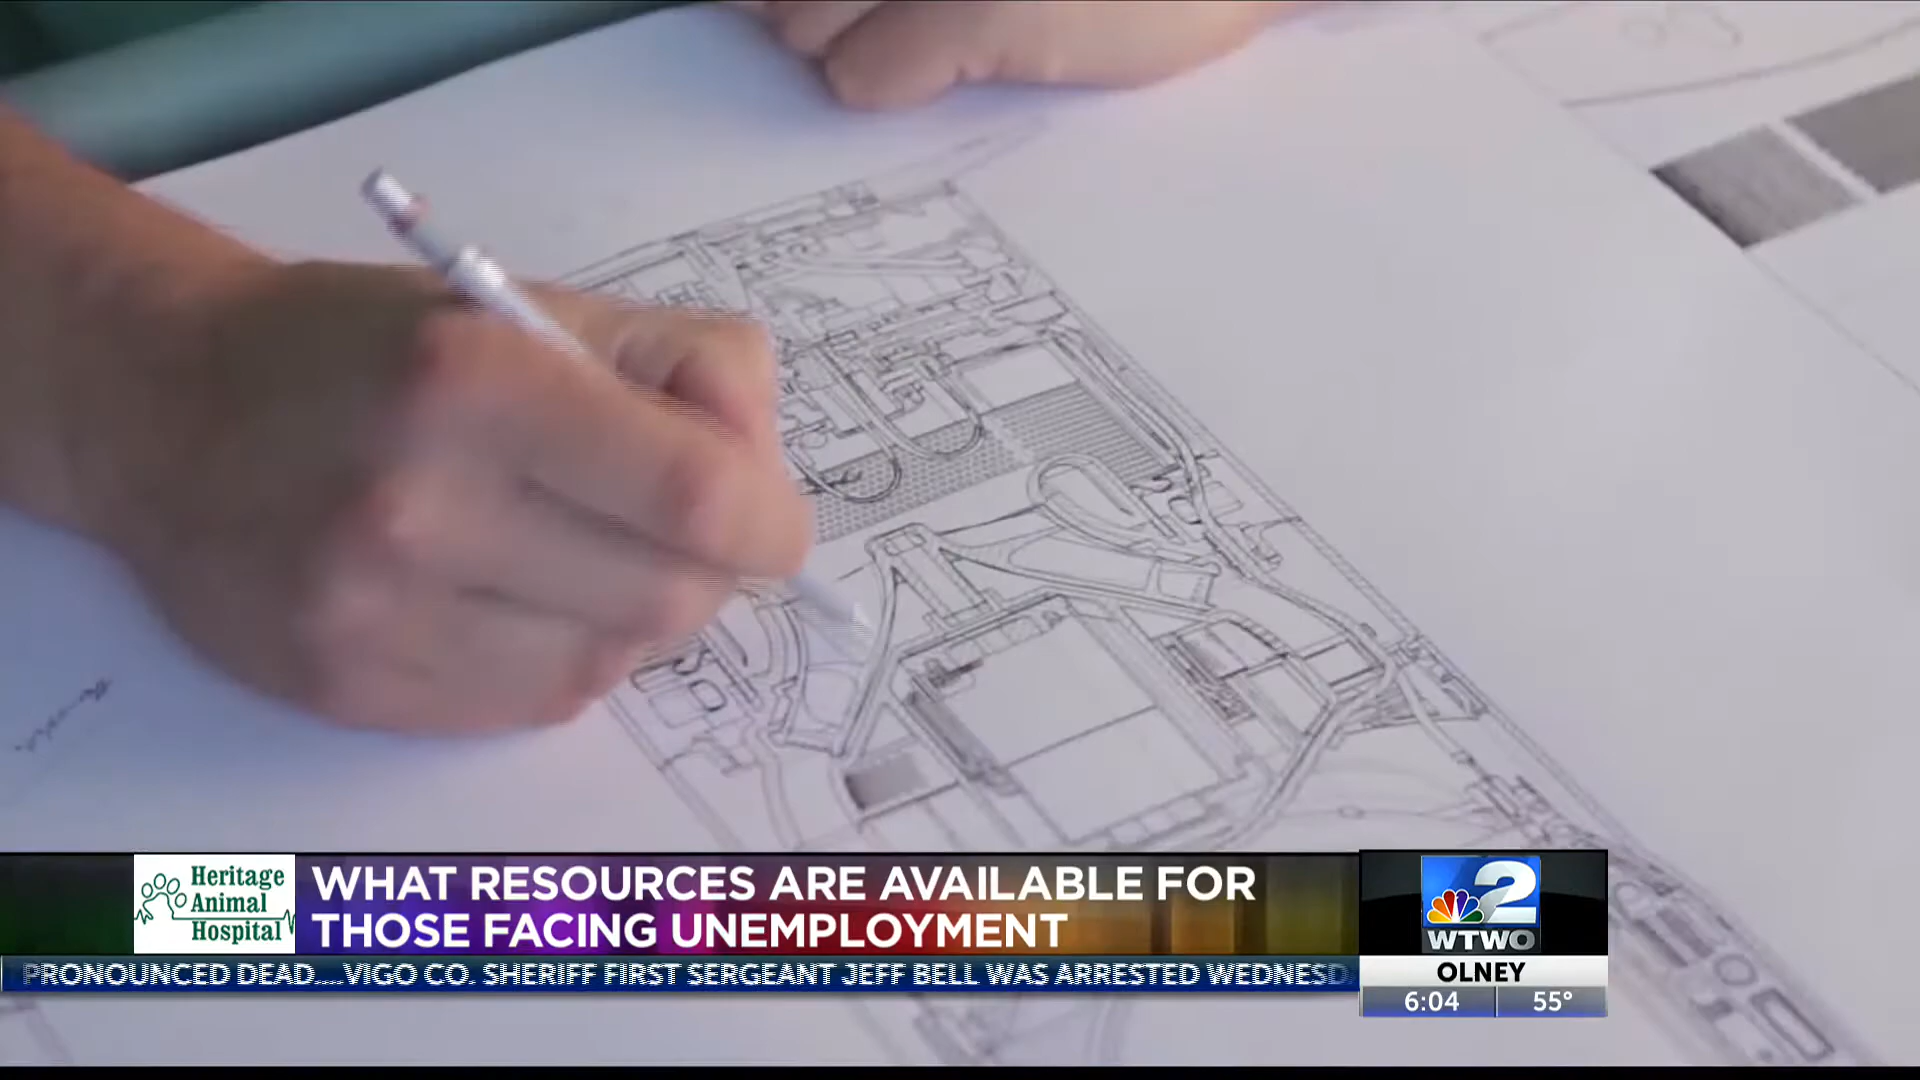 Heritage
Animal
Hospital
WHAT RESOURCES ARE AVAILABLE FOR
THOSE FACING UNEMPLOYMENT
2
WTWO
PRONOUNCED DEAD....VIGO CO. SHERIFF FIRST SERGEANT JEFF BELL WAS ARRESTED WEDNESD
OLNEY
6:04
55°